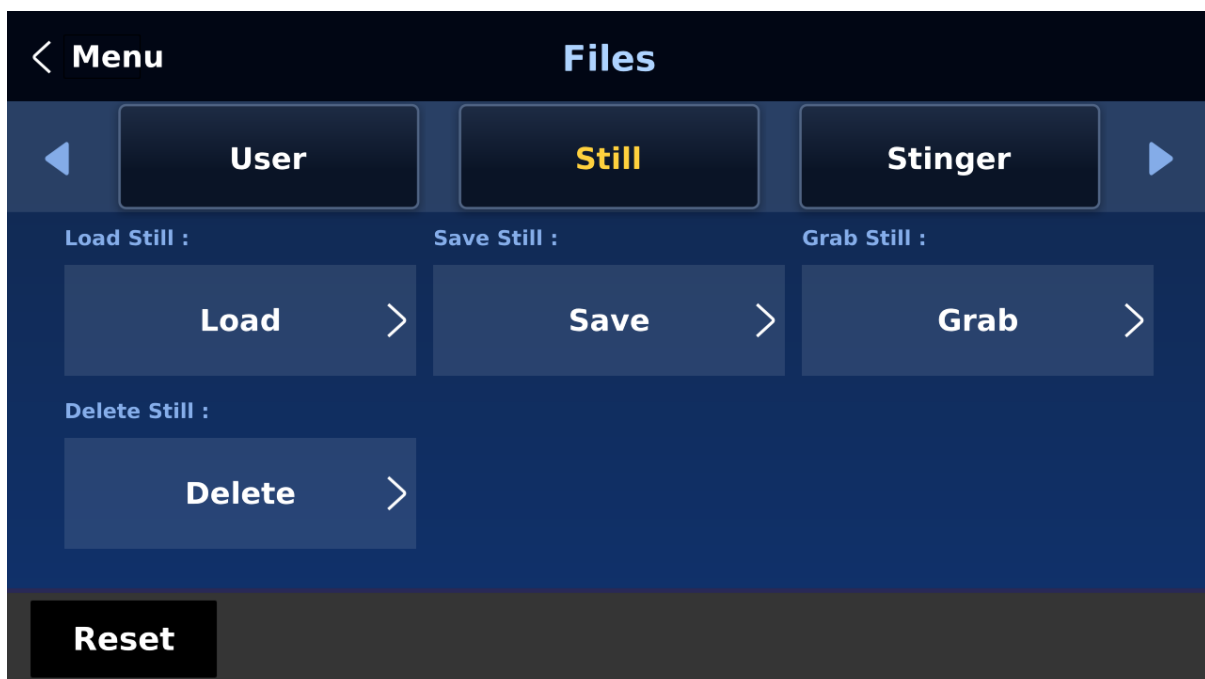 Menu
Files
User
Still
Stinger
Load Still :
Save Still :
Grab Still :
Load
Save
Grab
Delete Still :
Delete
Reset